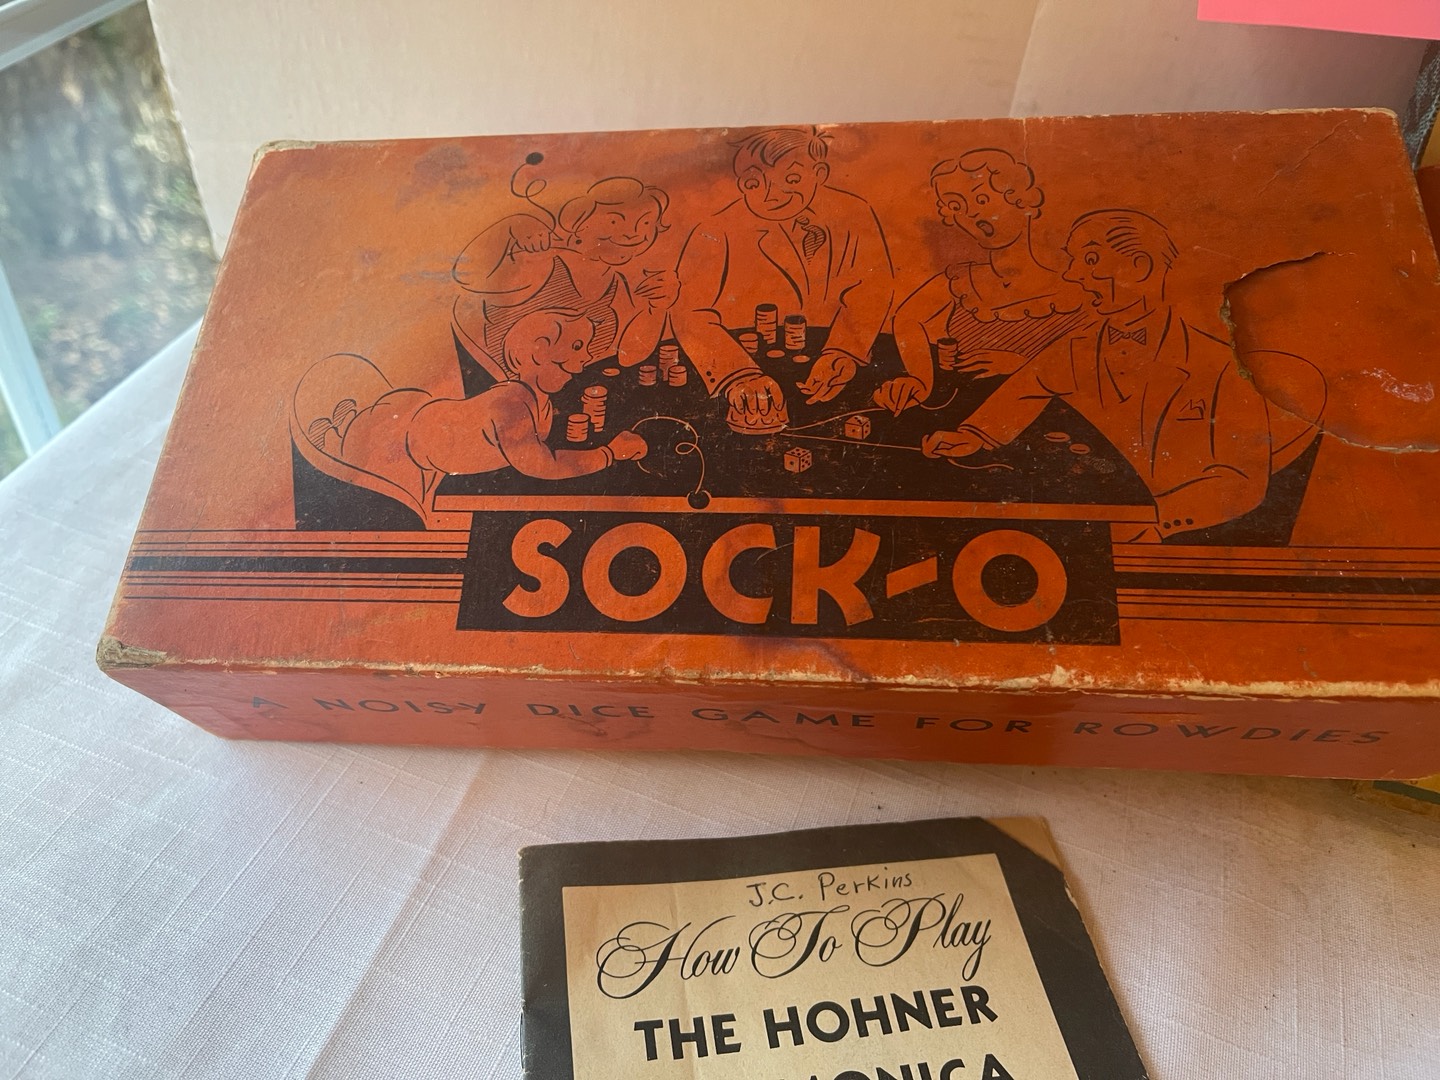 SOCK-O
A NOISY DICE GAME FOR ROWDIES
J.C. Perkins
How To Play
THE HOHNER